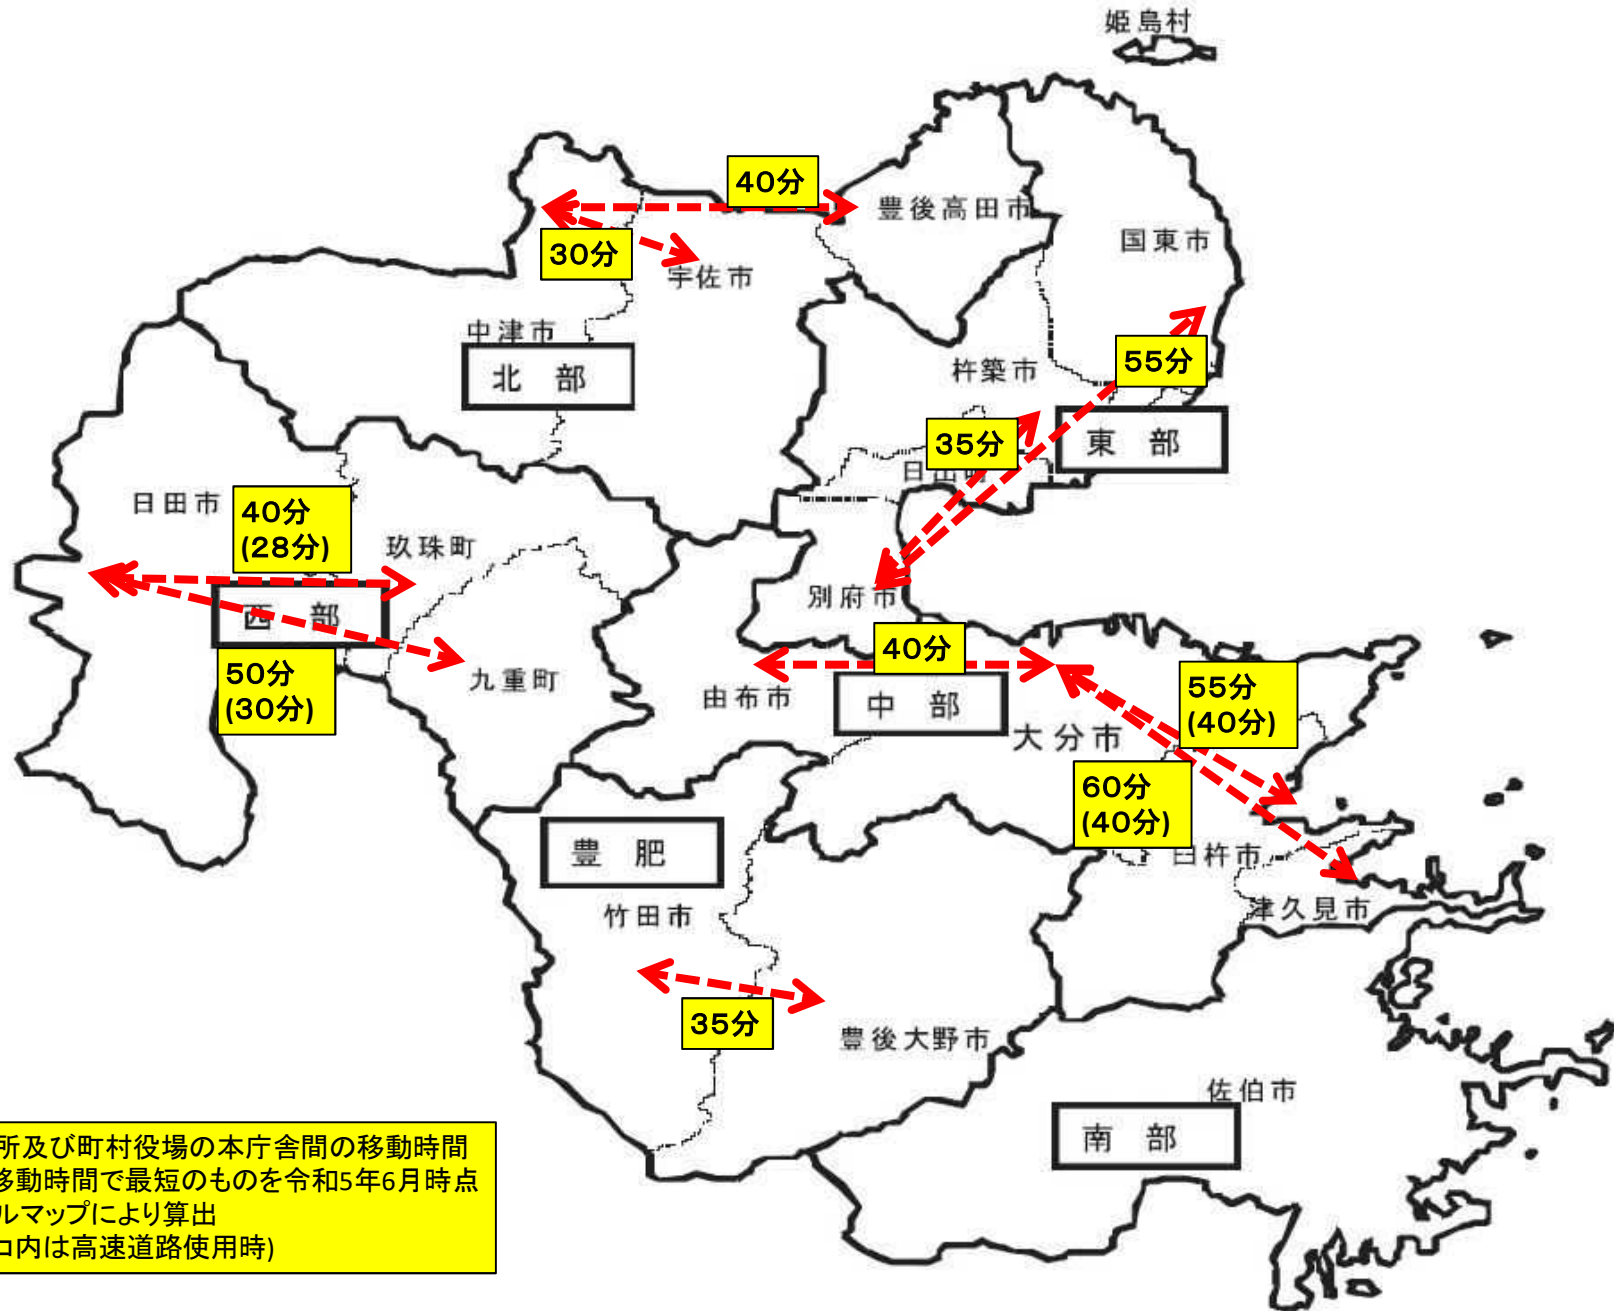 姫島村
40分
豊後高田市
国東市
30分
宇佐市
中津市
北 部
55分
杵築市
35分
東 部
日出町
日田市
40分
(28分)
玖珠町
別府市
西 部
40分
50分
(30分)
九重町
由布市
中 部
55分
(40分)
大分市
60分
(40分)
豊 肥
臼杵市
竹田市
津久見市
35分
豊後大野市
佐伯市
南 部
所及び町村役場の本庁舎間の移動時間
移動時間で最短のものを令和5年6月時点
ルマップにより算出
コ内は高速道路使用時)